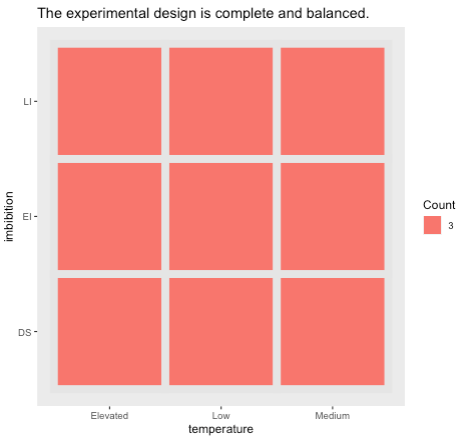 The experimental design is complete and balanced.
LI
EI
DS
imbibition
Elevated Low Medium
temperature
Count
3